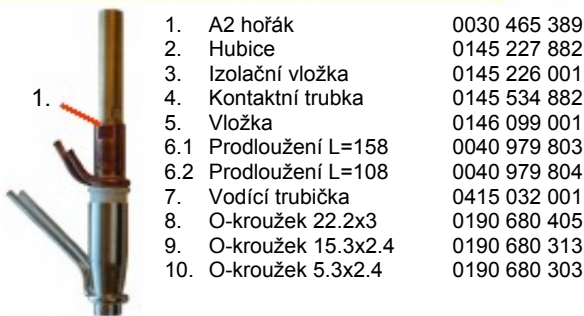 1. A2 hořák 0030 465 389
2. Hubice 0145 227 882
3. Izolační vložka 0145 226 001
4. Kontaktní trubka 0145 534 882
5. Vložka 0146 099 001
6.1 Prodloužení L=158 0040 979 803
6.2 Prodloužení L=108 0040 979 804
7. Vodící trubička 0415 032 001
8. O-kroužek 22.2x3 0190 680 405
9. O-kroužek 15.3x2.4 0190 680 313
10. O-kroužek 5.3x2.4 0190 680 303
1.